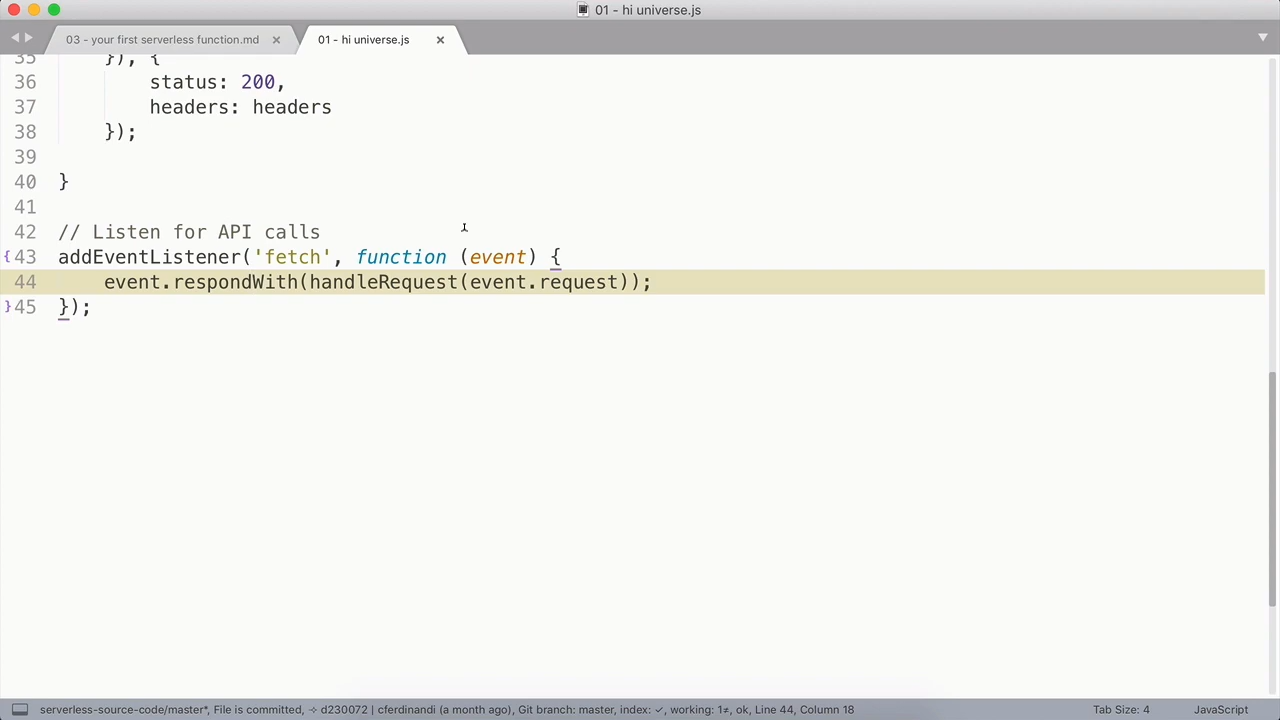 01 - hi universe.js
03 - your first serverless function.md
01 - hi universe.js
35 }), {
36 status: 200,
37 headers: headers
38 });
39
40 }
41
42 // Listen for API calls
{ 43 addEventListener('fetch', function (event) {
44 event.respondWith(handleRequest(event.request));
} 45 });
serverless-source-code/master*, File is committed, ⊹ d230072 | cferdinandi (a month ago), Git branch: master, index: ✓, working: 1≠, ok, Line 44, Column 18 Tab Size: 4 JavaScript